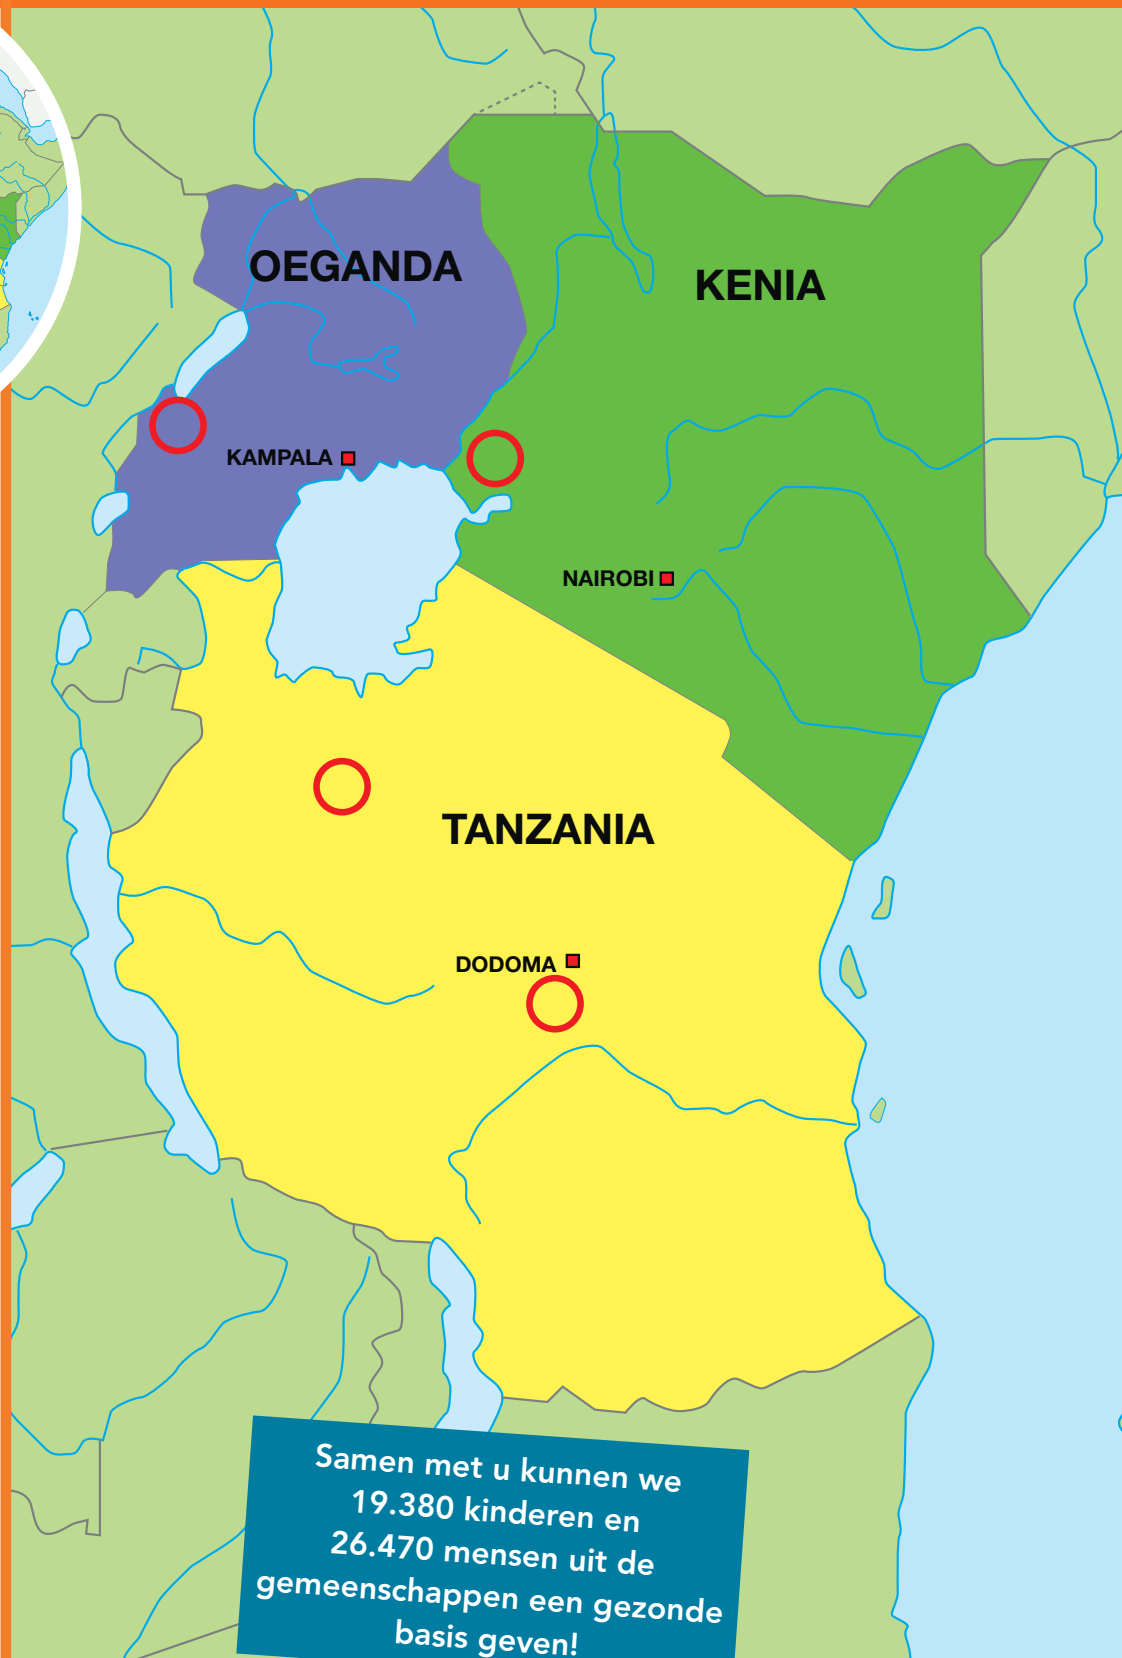 OEGANDA
KENIA
KAMPALA
NAIROBI
TANZANIA
DODOMA
Samen met u kunnen we
19.380 kinderen en
26.470 mensen uit de
gemeenschappen een gezonde
basis geven!